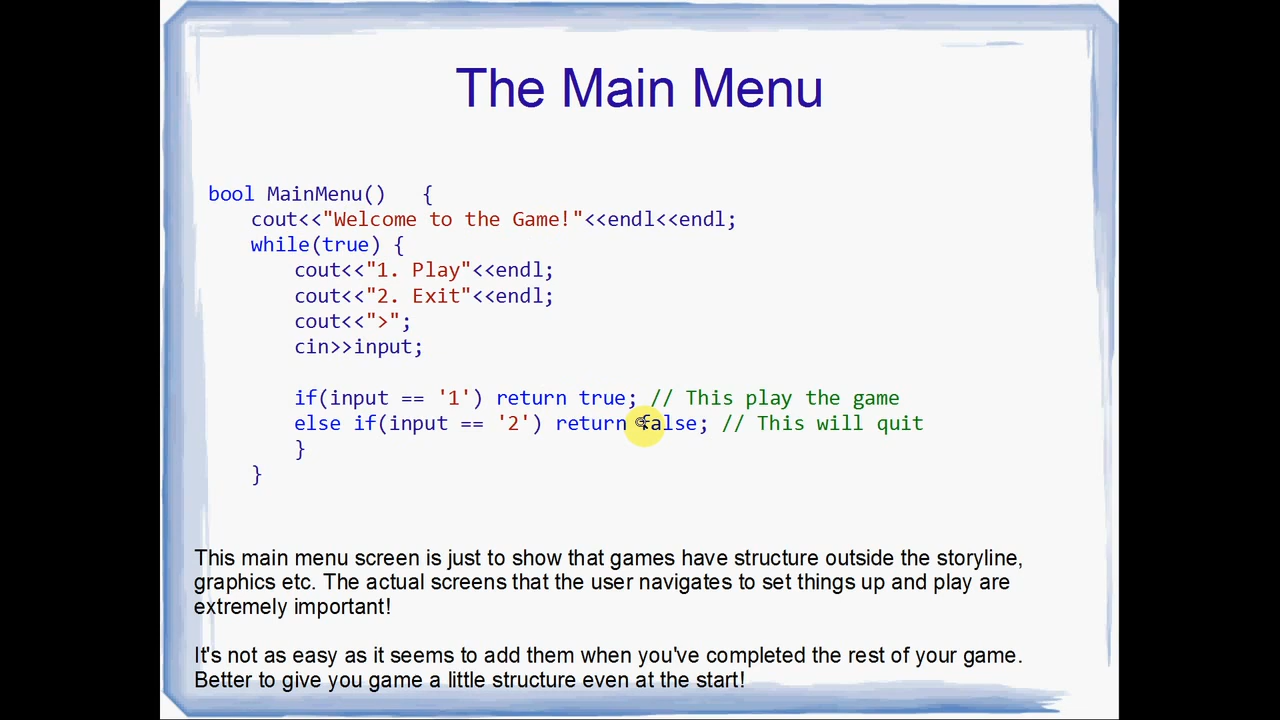 The Main Menu
bool MainMenu()   {
cout<<"Welcome to the Game!"<<endl<<endl;
while(true) {
cout<<"1. Play"<<endl;
cout<<"2. Exit"<<endl;
cout<<">";
cin>>input;
if(input == '1') return true; // This play the game
else if(input == '2') return false; // This will quit
}
}
This main menu screen is just to show that games have structure outside the storyline,
graphics etc. The actual screens that the user navigates to set things up and play are
extremely important!
It's not as easy as it seems to add them when you've completed the rest of your game.
Better to give you game a little structure even at the start!